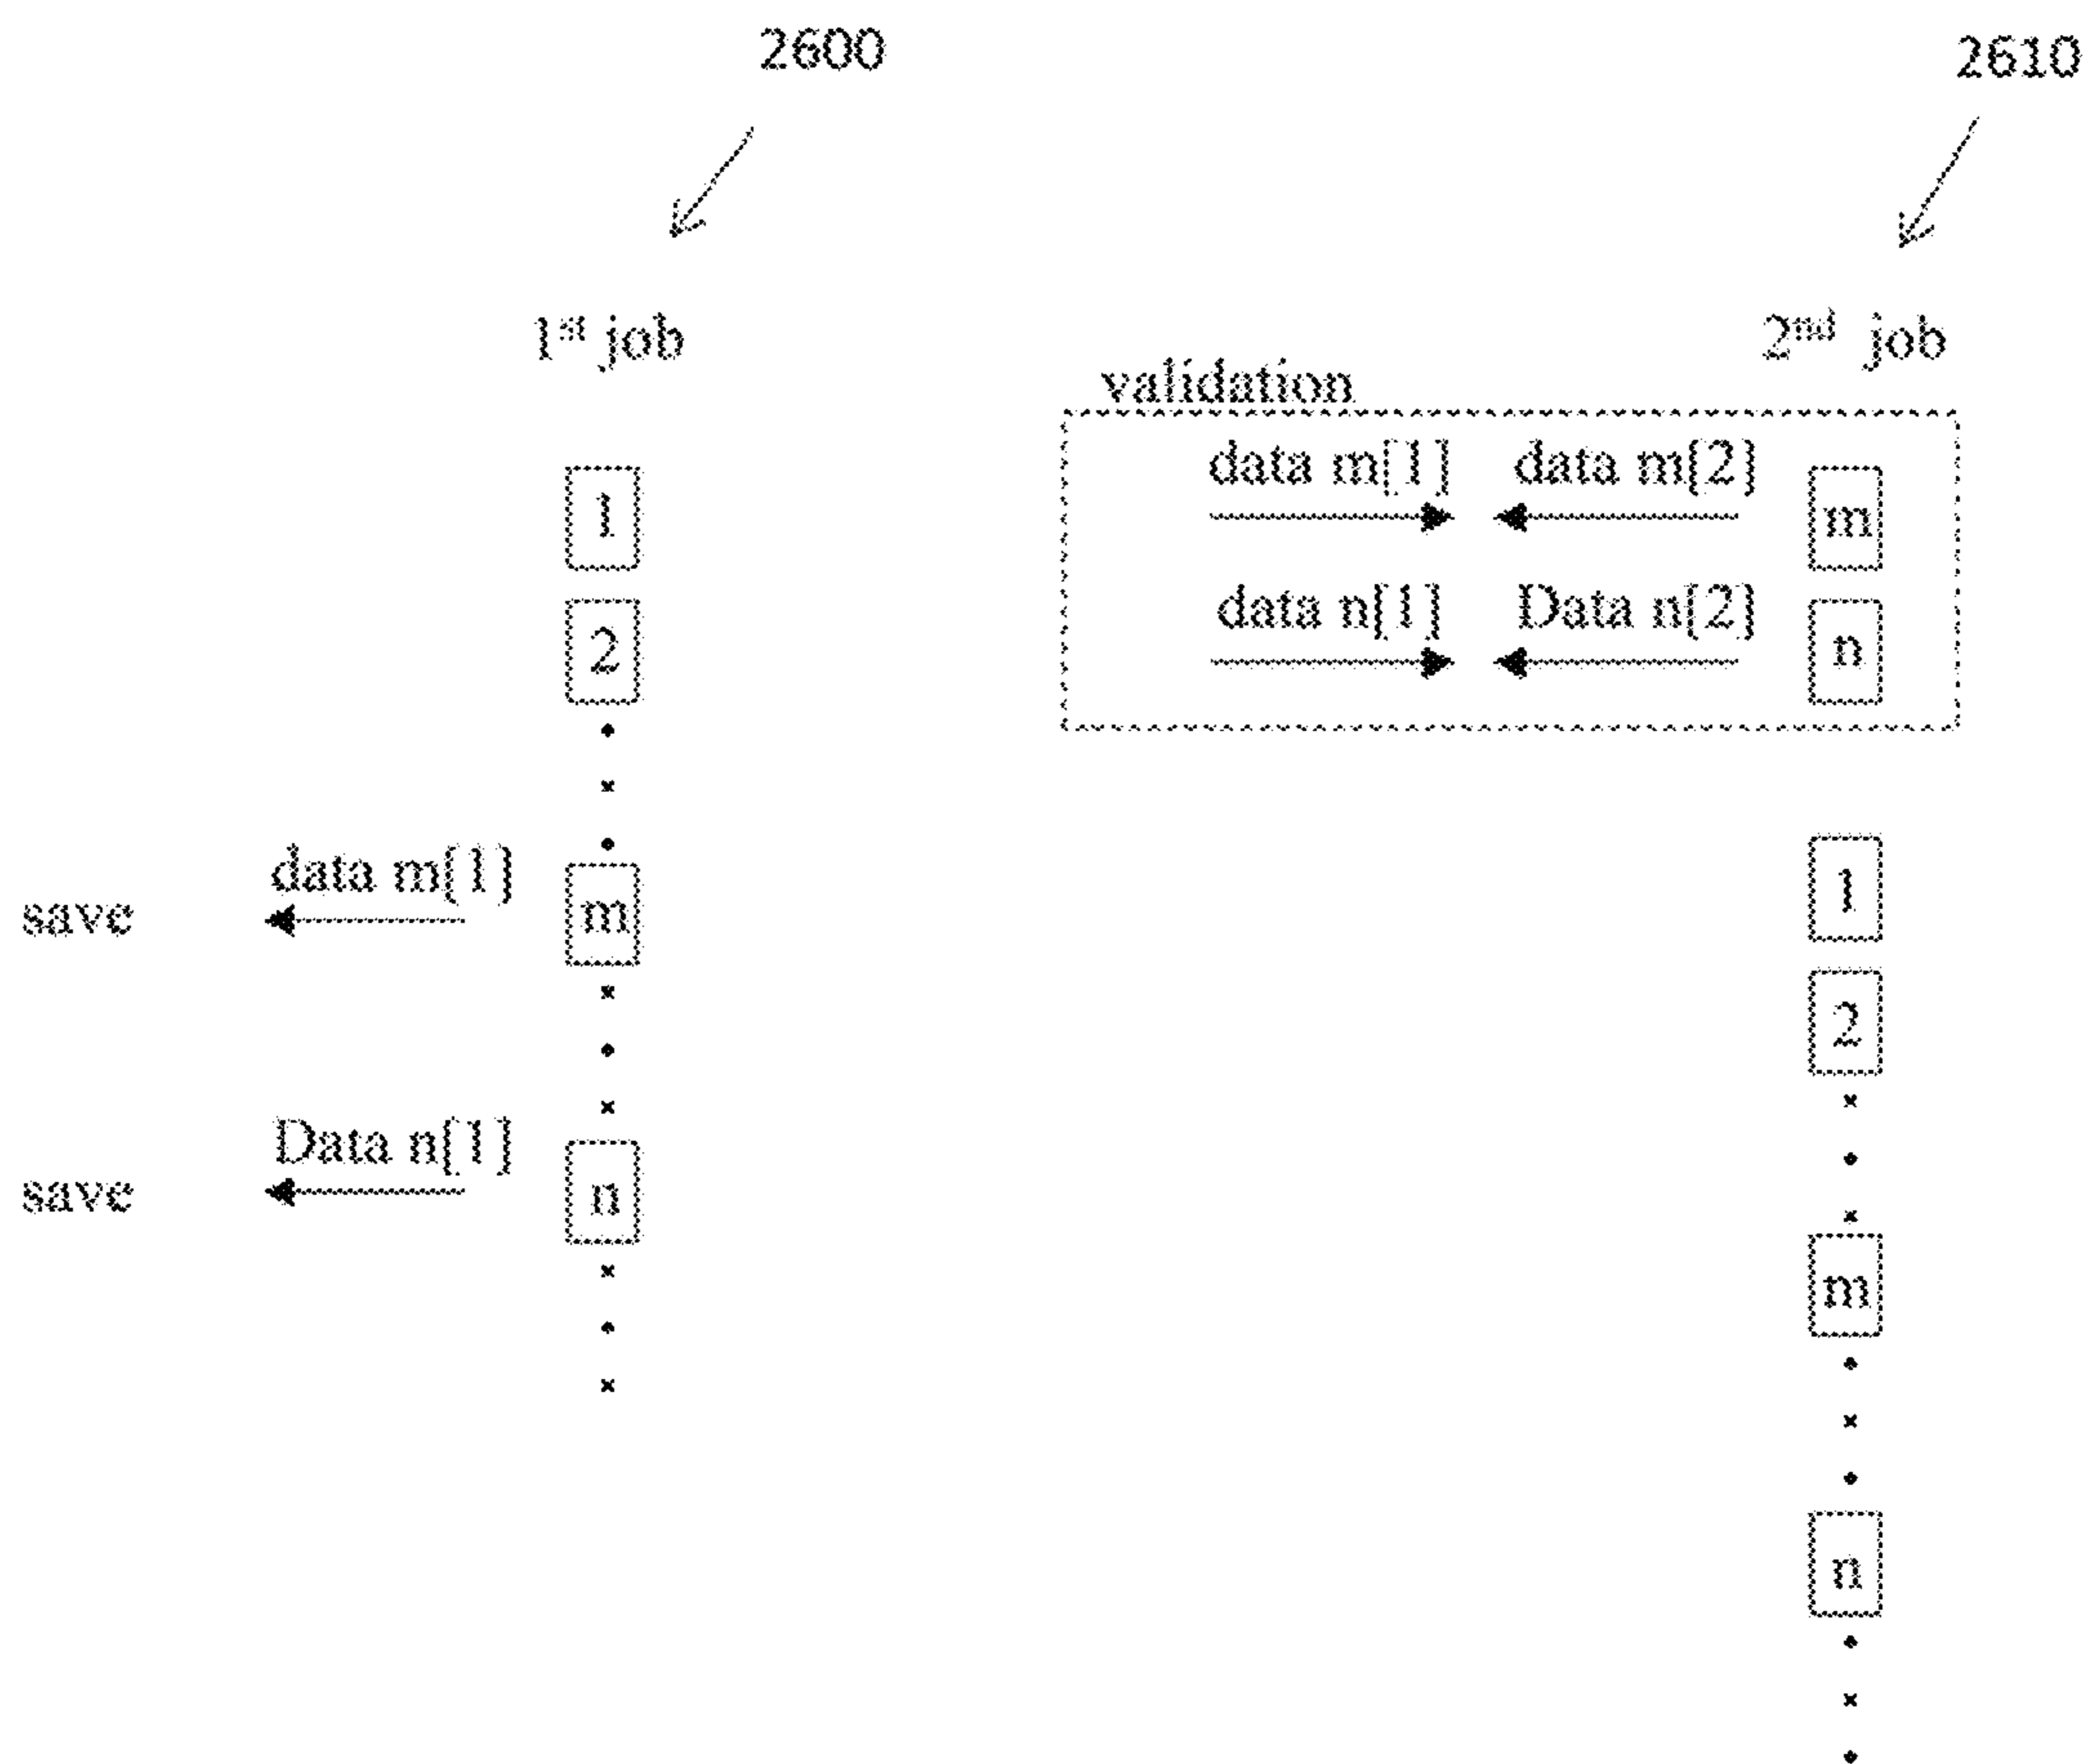 2600
2610
1st job
2nd job
validation
data m[1] data m[2]
m
1
data n[1] Data n[2]
n
2
data m[1]
save
m
1
2
Data n[1]
save
n
m
n